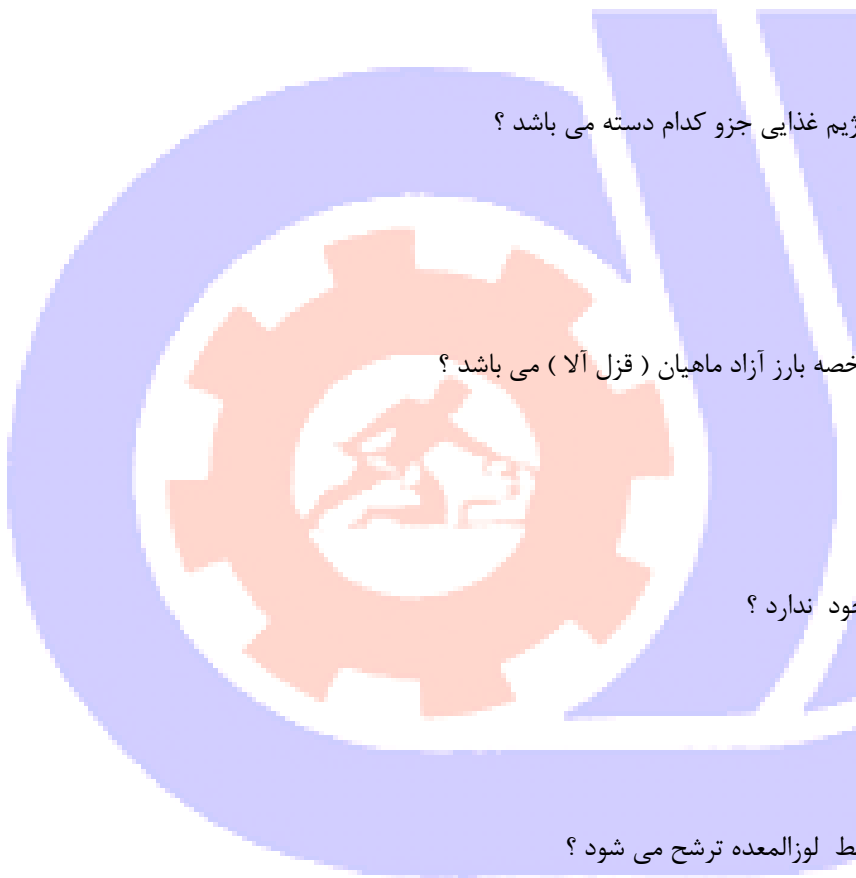 ژیم غذایی جزو کدام دسته می باشد ؟
خصه بارز آزاد ماهیان ( قزل آلا ) می باشد ؟
ود ندارد ؟
ط لوزالمعده ترشح می شود ؟